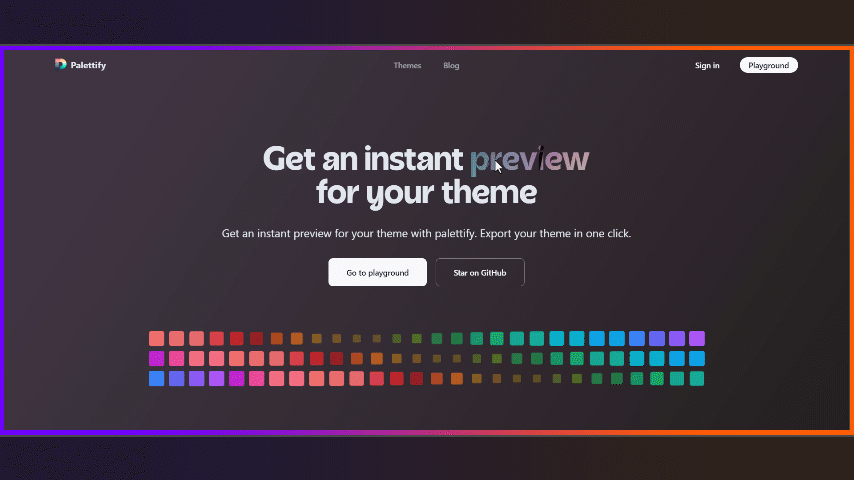 Palettify
Themes
Blog
Sign in
Playground
Get an instant preview
for your theme
Get an instant preview for your theme with palettify. Export your theme in one click.
Go to playground
Star on GitHub